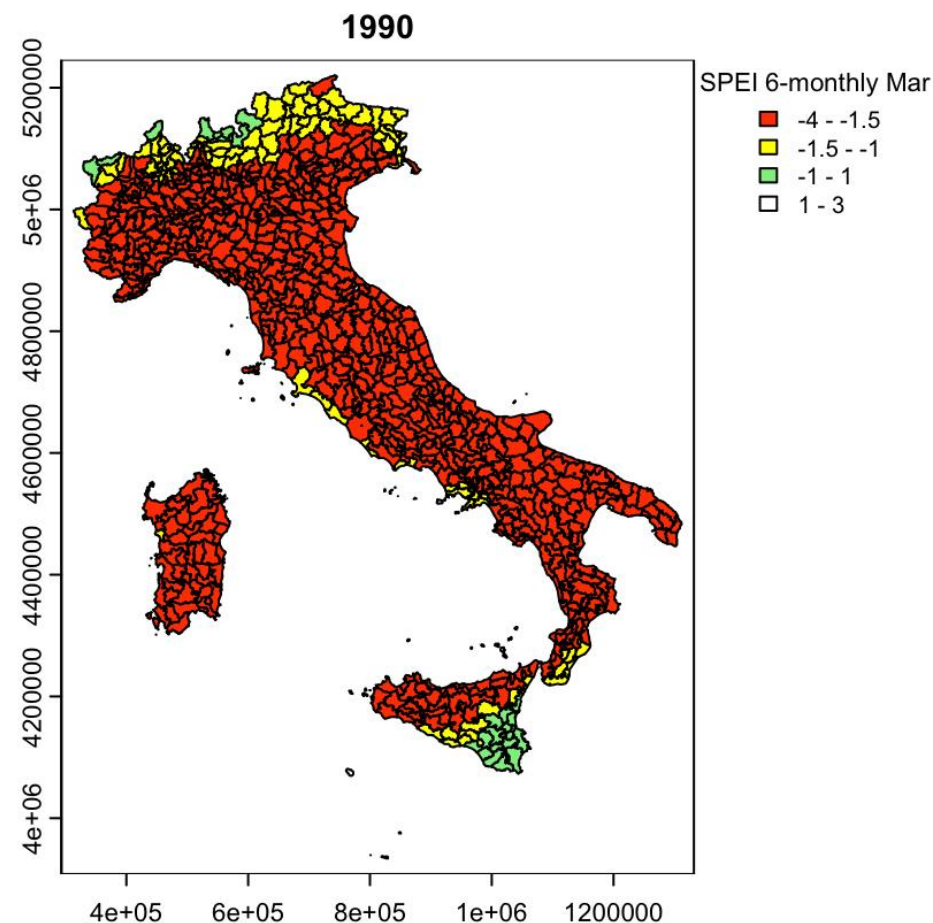 1990
SPEI 6-monthly Mar
-4 - -1.5
-1.5 - -1
-1 - 1
1 - 3
5200000
5e+06
4800000
4600000
4400000
4200000
4e+06
4e+05
6e+05
8e+05
1e+06
1200000